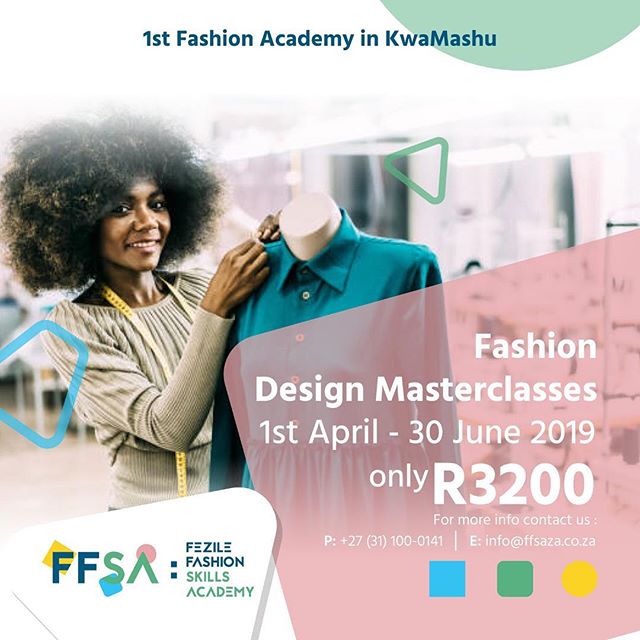 1st Fashion Academy in KwaMashu
Fashion
Design Masterclasses
1st April - 30 June 2019
only R3200
For more info contact us :
P: +27 (31) 100-0141 | E: info@ffsaza.co.za
FFSA :
FEZILE
FASHION
SKILLS
ACADEMY